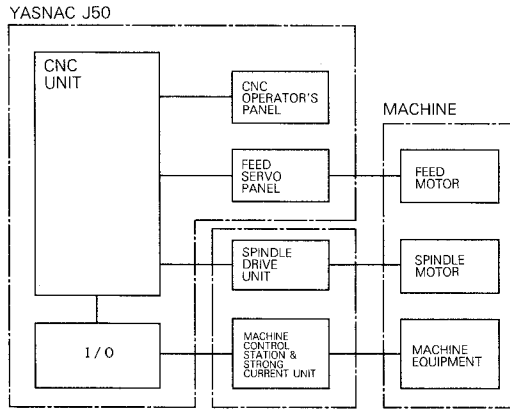 YASNAC J50
CNC
UNIT
CNC
OPERATOR'S
PANEL
MACHINE
FEED
SERVO
PANEL
FEED
MOTOR
SPINDLE
DRIVE
UNIT
SPINDLE
MOTOR
I/O
MACHINE
CONTROL
STATION &
STRONG
CURRENT UNIT
MACHINE
EQUIPMENT